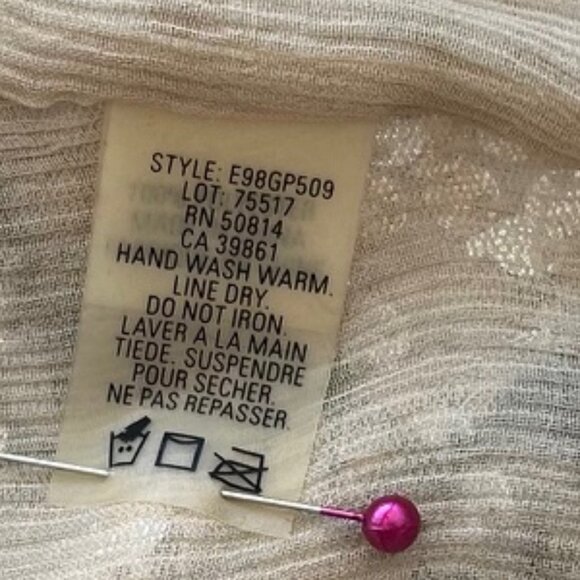 STYLE: E98GP509
LOT: 75517
RN 50814
CA 39861
HAND WASH WARM.
LINE DRY.
DO NOT IRON.
LAVER A LA MAIN
TIEDE. SUSPENDRE
POUR SECHER.
NE PAS REPASSER.